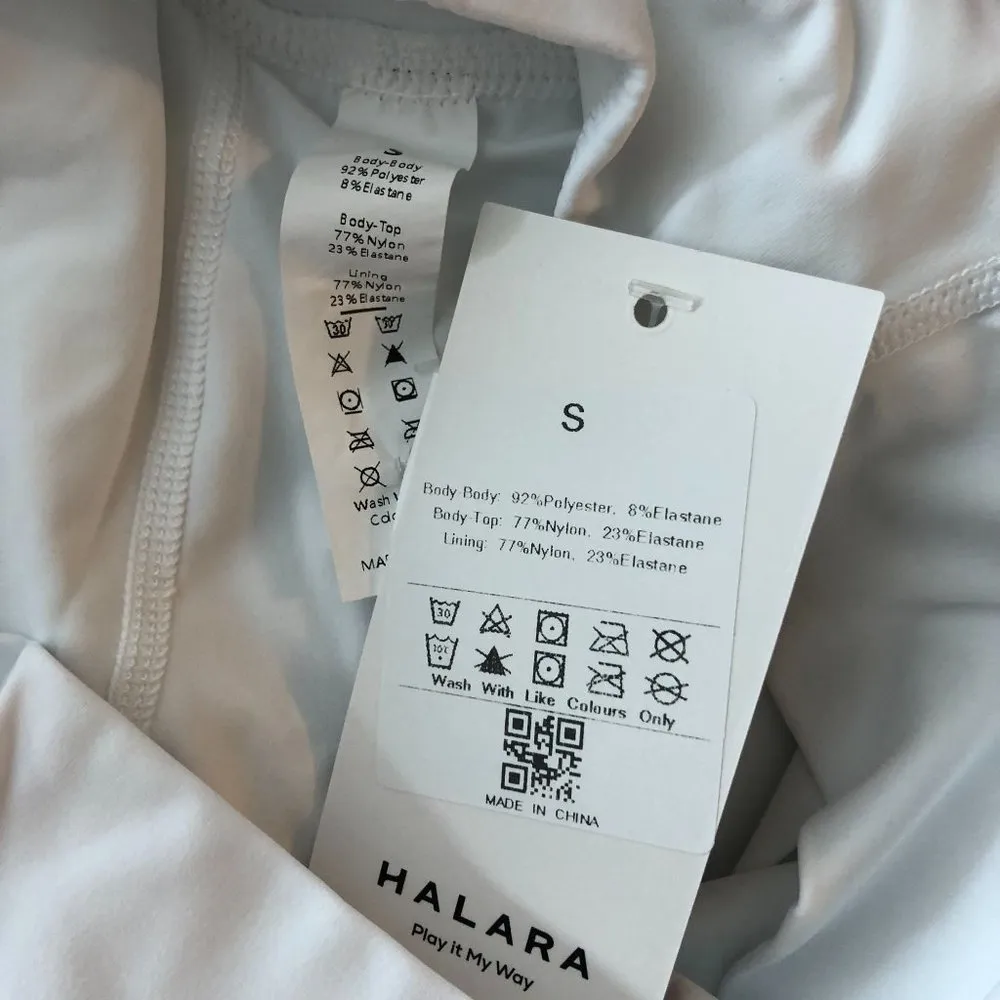 S
Body-Body
92%Polyester
8%Elastane
Body-Top
77%Nylon
23%Elastane
Lining
77%Nylon
23%Elastane
30
Wash
S
Body-Body: 92%Polyester, 8%Elastane
Body-Top: 77%Nylon, 23%Elastane
Lining: 77%Nylon, 23%Elastane
30
Wash With Like Colours Only
MADE IN CHINA
HALARA
Play it My Way